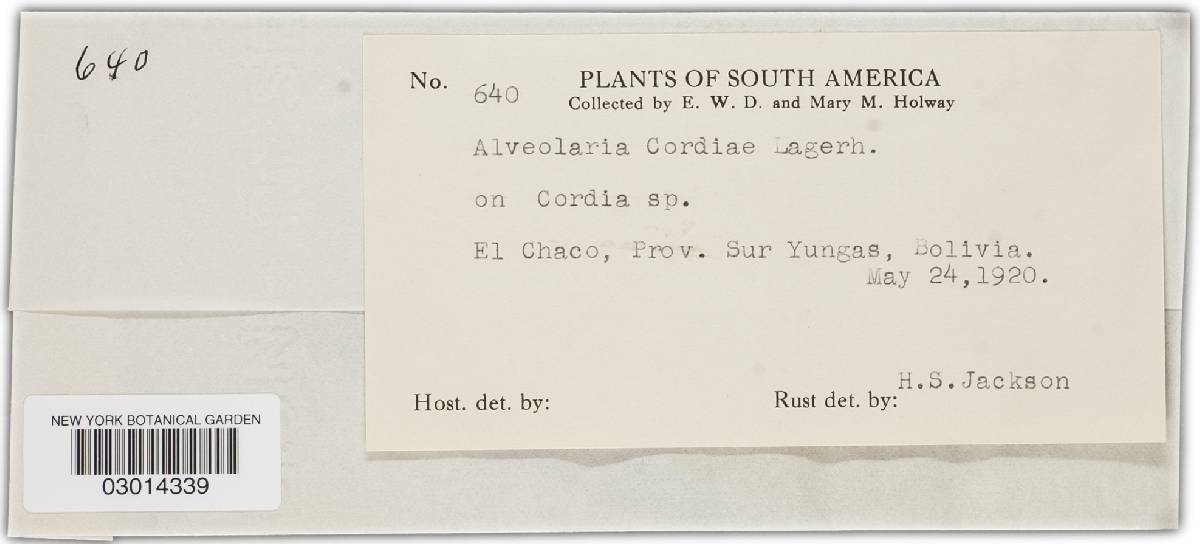 640
No. 640
PLANTS OF SOUTH AMERICA
Collected by E. W. D. and Mary M. Holway
Alveolaria Cordiae Lagerh.
on Cordia sp.
El Chaco, Prov. Sur Yungas, Bolivia.
May 24,1920.
Host. det. by:
Rust det. by: H.S.Jackson
NEW YORK BOTANICAL GARDEN
03014339